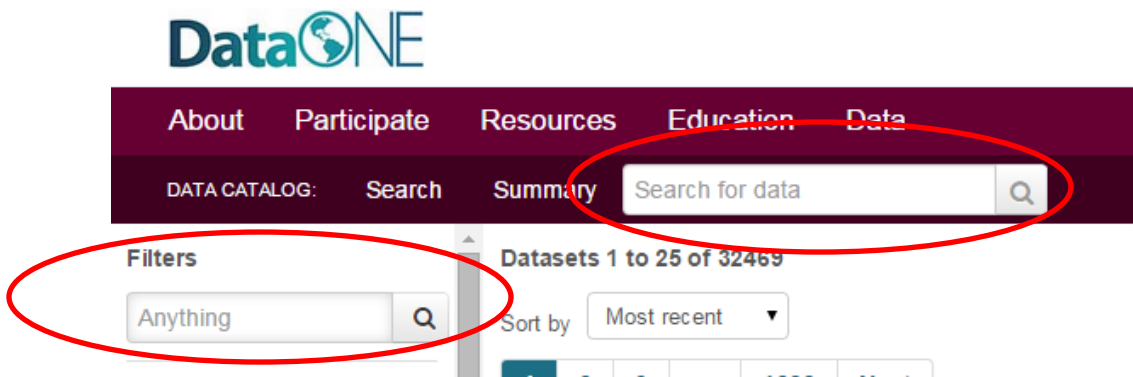 DataONE
About Participate Resources Education Data
DATA CATALOG: Search Summary Search for data
Filters
Datasets 1 to 25 of 32469
Anything
Sort by Most recent